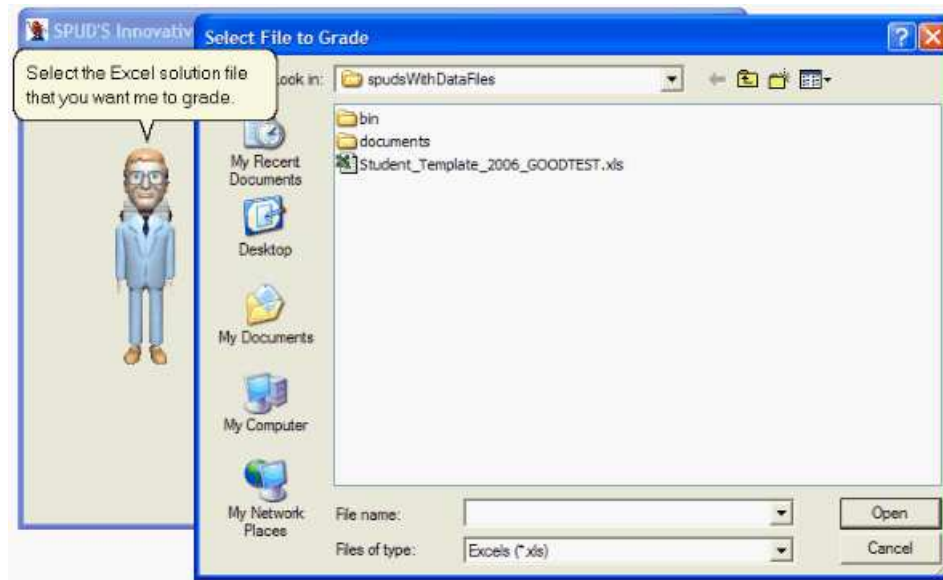 SPUD'S Innovativ
Select File to Grade
Select the Excel solution file
that you want me to grade.
ook in:
spudsWithDataFiles
bin
documents
Student_Template_2006_GOODTEST.xls
My Recent
Documents
Desktop
My Documents
My Computer
My Network
Places
File name:
Open
Files of type:
Excels (*.xls)
Cancel